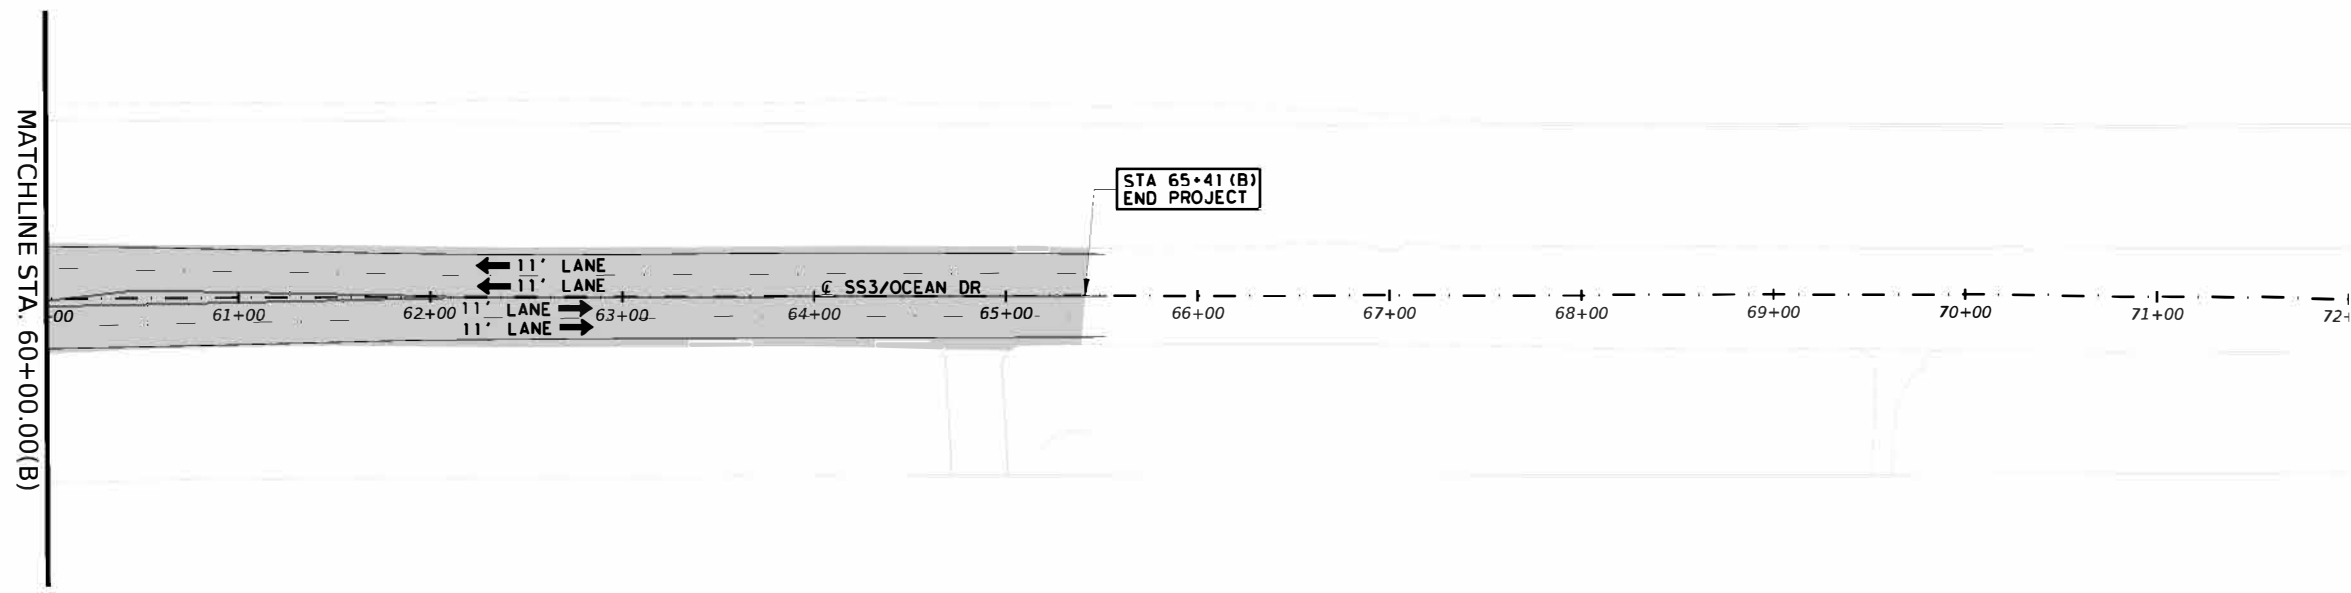 MATCHLINE STA. 60+00.000(B)
STA 65+41(B)
END PROJECT
← 11' LANE
← 11' LANE
℄ SS3/OCEAN DR
11' LANE →
11' LANE →
+00 61+00 62+00 63+00 64+00 65+00 66+00 67+00 68+00 69+00 70+00 71+00 72+